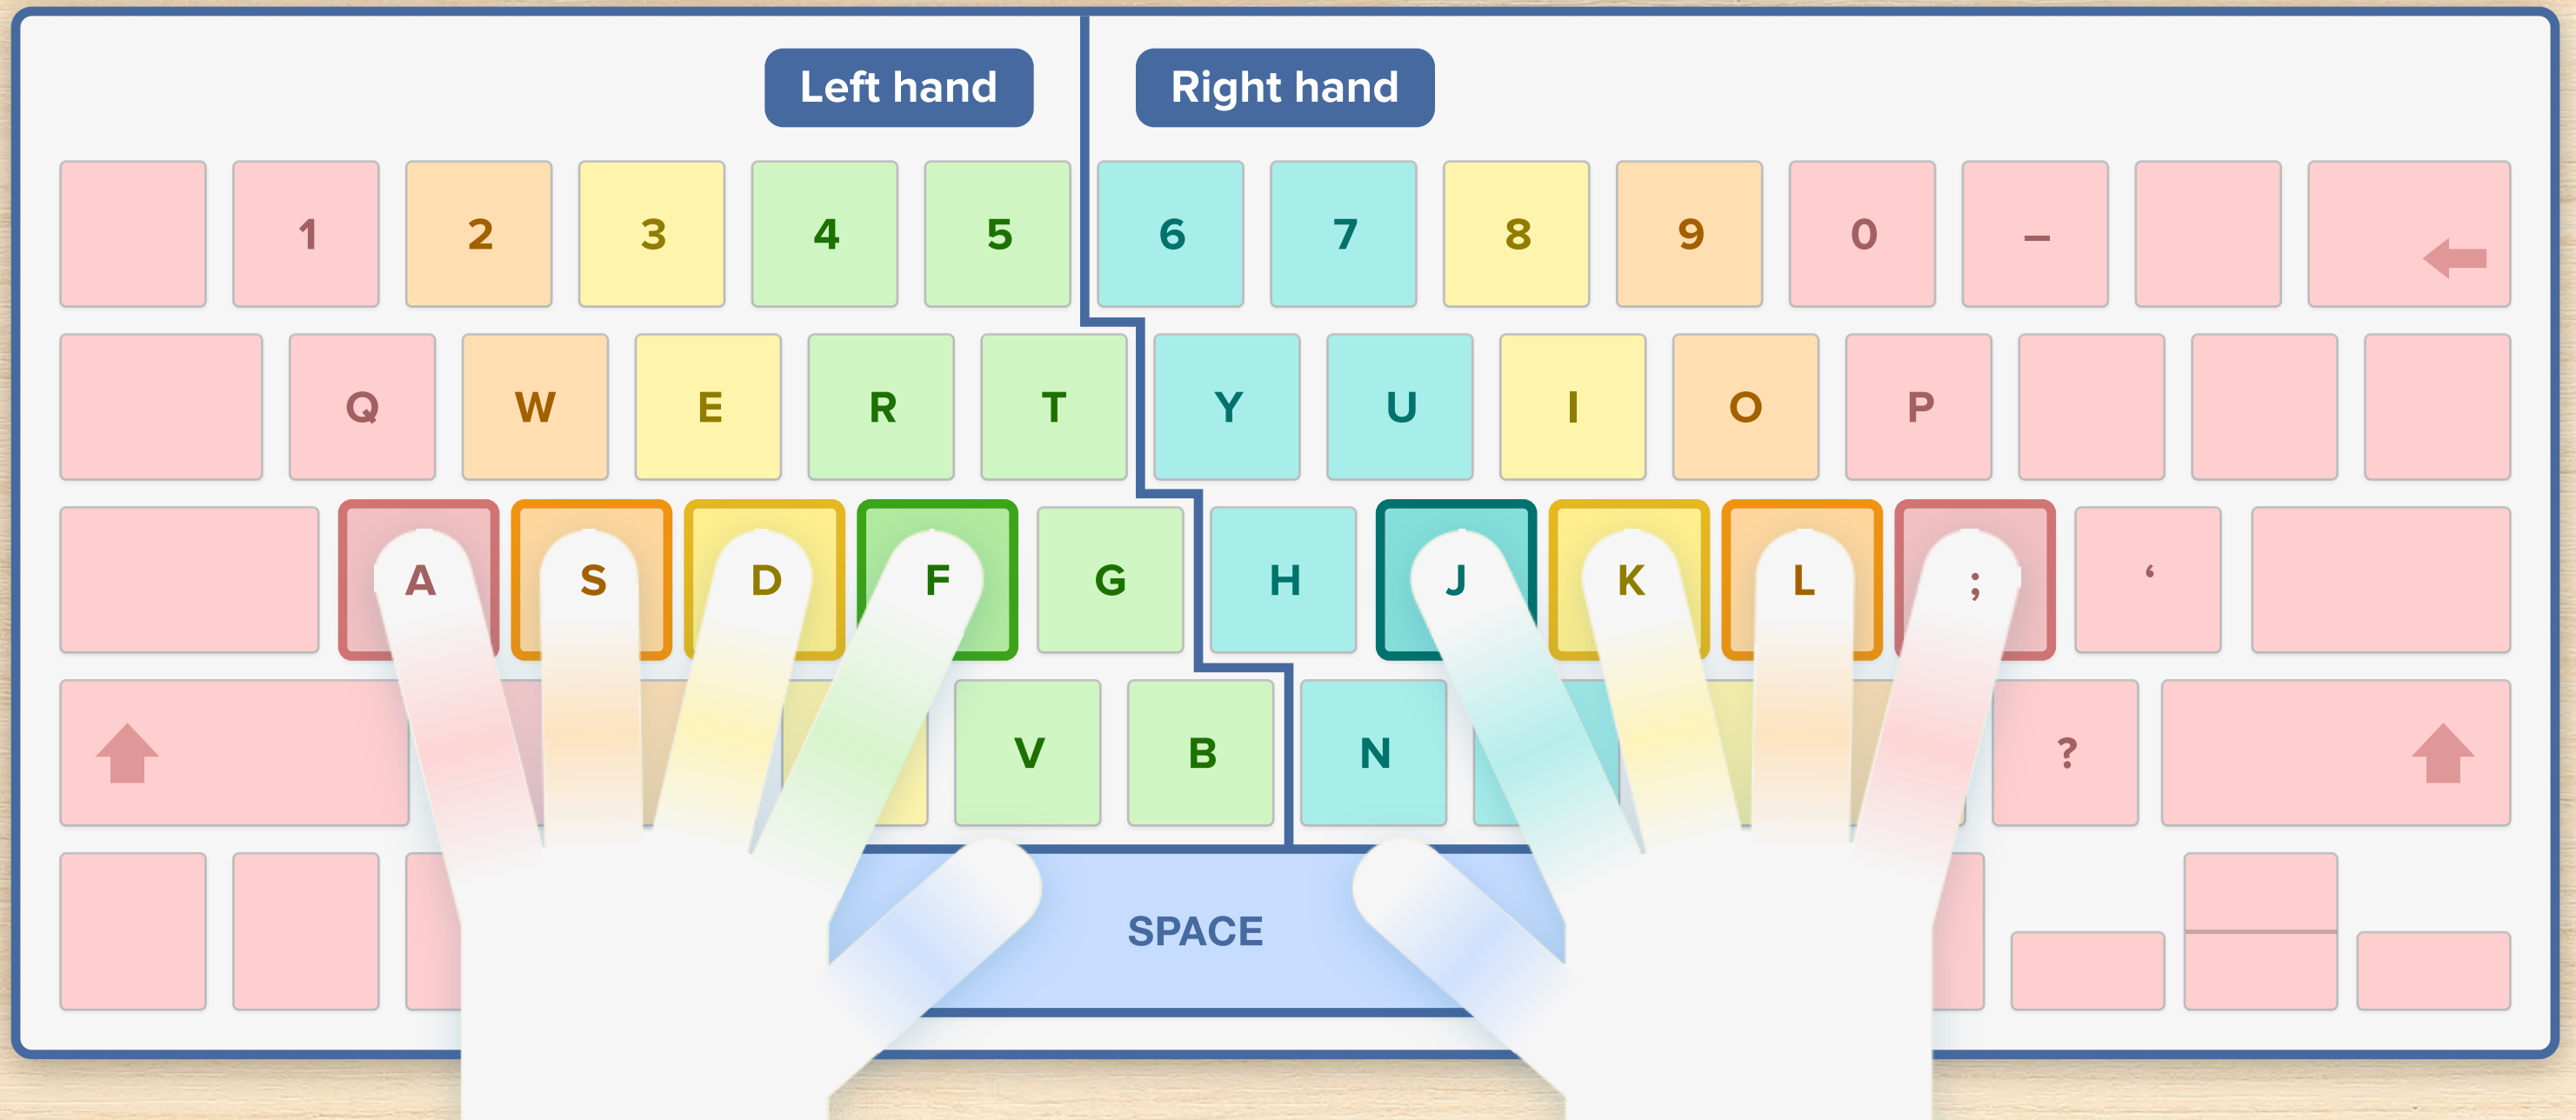 Left hand Right hand
1 2 3 4 5 6 7 8 9 0 –
Q W E R T Y U I O P
A S D F G H J K L ; ‘
V B N ?
SPACE